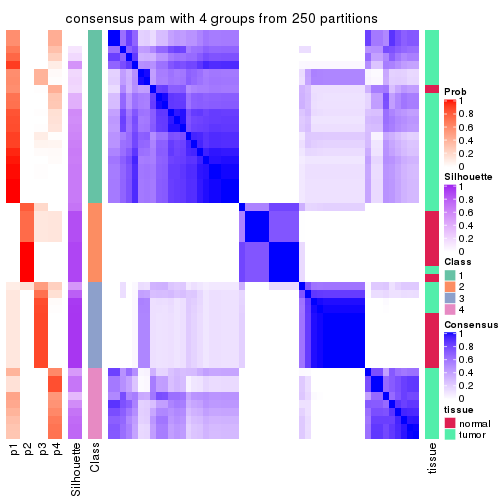 consensus pam with 4 groups from 250 partitions
Prob
1
0.8
0.6
0.4
0.2
0
Silhouette
1
0.8
0.6
0.4
0.2
0
Class
1
2
3
4
Consensus
1
0.8
0.6
0.4
0.2
0
tissue
normal
tumor
p1
p2
p3
p4
Silhouette
Class
tissue